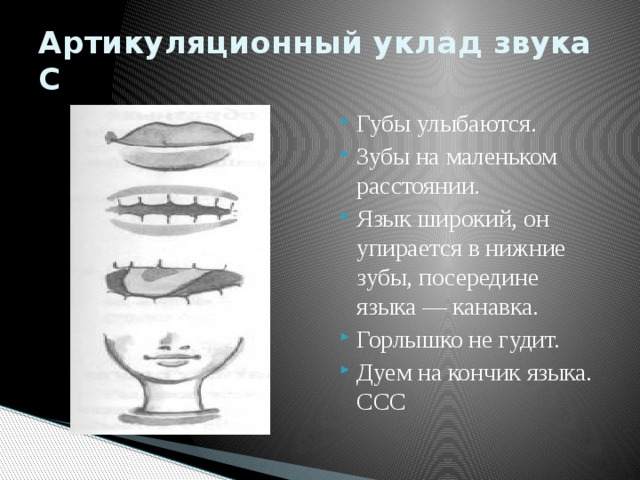 Артикуляционный уклад звука
С
Губы улыбаются.
Зубы на маленьком
расстоянии.
Язык широкий, он
упирается в нижние
зубы, посередине
языка — канавка.
Горлышко не гудит.
Дуем на кончик языка.
ССС